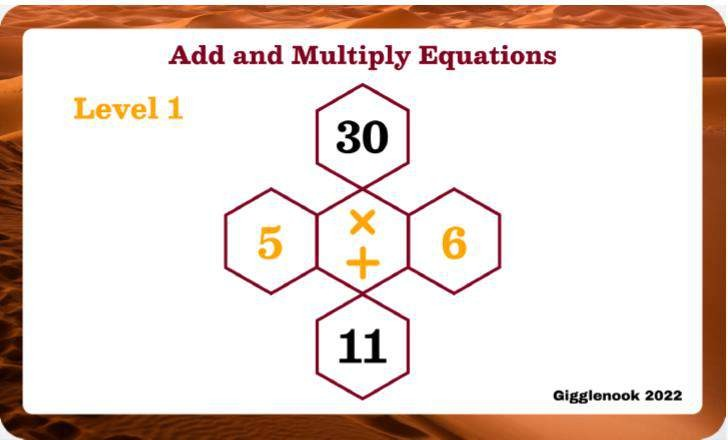 Add and Multiply Equations
Level 1
30
5 × 6
+
11
Gigglenook 2022